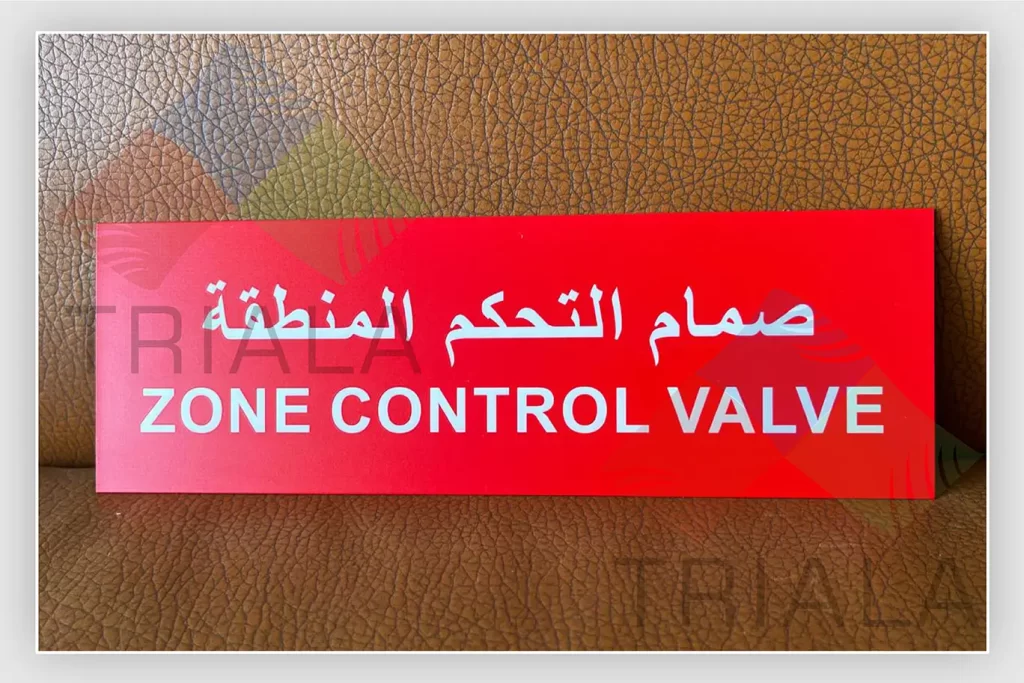 صمام التحكم المنطقة
ZONE CONTROL VALVE
TRIALA
TRIALA